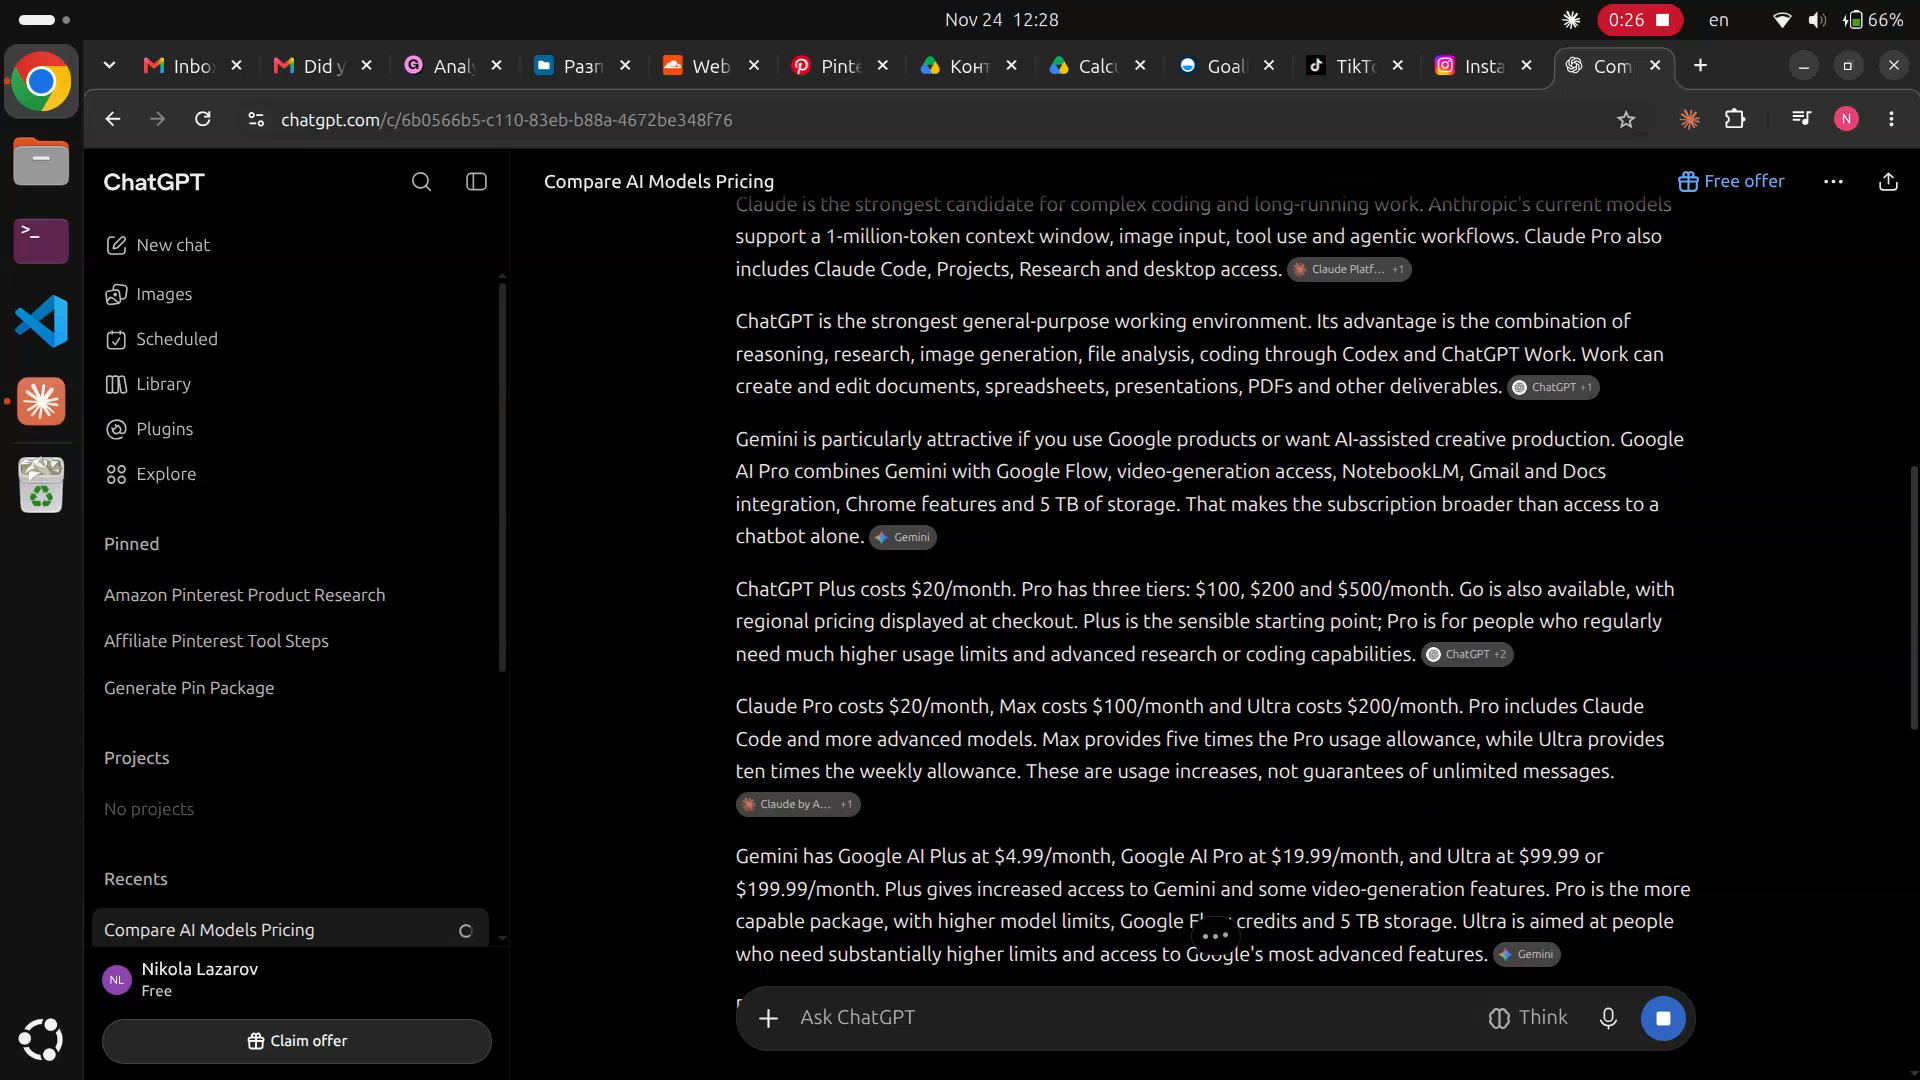 Nov 24 12:28
0:26
en
66%
Inbo
Did y
Anal
Разп
Web
Pinte
Конт
Calcu
Goal
TikTo
Insta
Com
chatgpt.com/c/6b0566b5-c110-83eb-b88a-4672be348f76
N
ChatGPT
New chat
Images
Scheduled
Library
Plugins
Explore
Pinned
Amazon Pinterest Product Research
Affiliate Pinterest Tool Steps
Generate Pin Package
Projects
No projects
Recents
Compare AI Models Pricing
NL
Nikola Lazarov
Free
Claim offer
Compare AI Models Pricing
Free offer
Claude is the strongest candidate for complex coding and long-running work. Anthropic's current models
support a 1-million-token context window, image input, tool use and agentic workflows. Claude Pro also
includes Claude Code, Projects, Research and desktop access. Claude Platf... +1
ChatGPT is the strongest general-purpose working environment. Its advantage is the combination of
reasoning, research, image generation, file analysis, coding through Codex and ChatGPT Work. Work can
create and edit documents, spreadsheets, presentations, PDFs and other deliverables. ChatGPT +1
Gemini is particularly attractive if you use Google products or want AI-assisted creative production. Google
AI Pro combines Gemini with Google Flow, video-generation access, NotebookLM, Gmail and Docs
integration, Chrome features and 5 TB of storage. That makes the subscription broader than access to a
chatbot alone. Gemini
ChatGPT Plus costs $20/month. Pro has three tiers: $100, $200 and $500/month. Go is also available, with
regional pricing displayed at checkout. Plus is the sensible starting point; Pro is for people who regularly
need much higher usage limits and advanced research or coding capabilities. ChatGPT +2
Claude Pro costs $20/month, Max costs $100/month and Ultra costs $200/month. Pro includes Claude
Code and more advanced models. Max provides five times the Pro usage allowance, while Ultra provides
ten times the weekly allowance. These are usage increases, not guarantees of unlimited messages.
Claude by A... +1
Gemini has Google AI Plus at $4.99/month, Google AI Pro at $19.99/month, and Ultra at $99.99 or
$199.99/month. Plus gives increased access to Gemini and some video-generation features. Pro is the more
capable package, with higher model limits, Google Flow credits and 5 TB storage. Ultra is aimed at people
who need substantially higher limits and access to Google's most advanced features. Gemini
Ask ChatGPT
Think